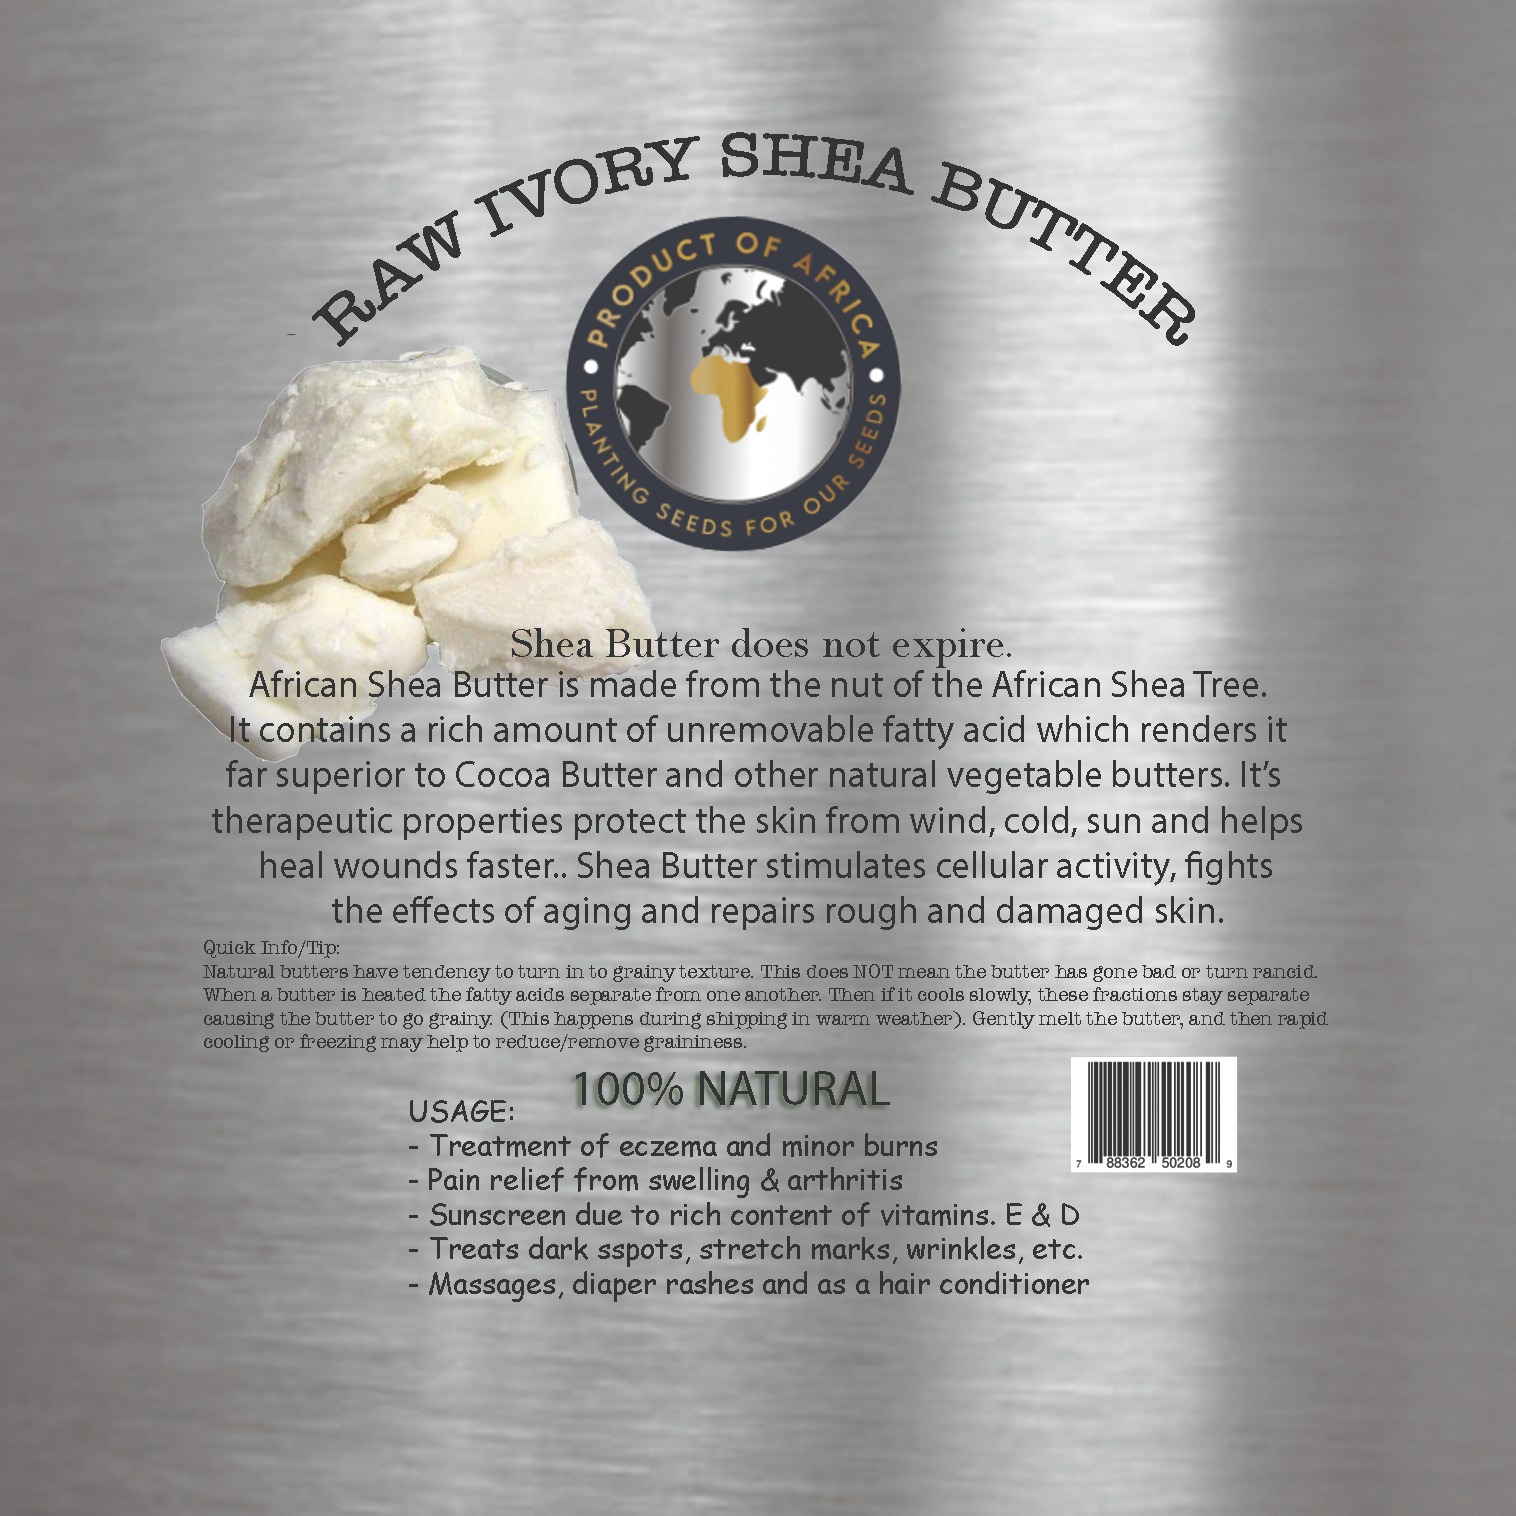 RAW IVORY SHEA BUTTER
PRODUCT OF AFRICA
PLANTING SEEDS FOR OUR SEEDS
Shea Butter does not expire.
African Shea Butter is made from the nut of the African Shea Tree.
It contains a rich amount of unremovable fatty acid which renders it
far superior to Cocoa Butter and other natural vegetable butters. It’s
therapeutic properties protect the skin from wind, cold, sun and helps
heal wounds faster.. Shea Butter stimulates cellular activity, fights
the effects of aging and repairs rough and damaged skin.
Quick Info/Tip:
Natural butters have tendency to turn in to grainy texture. This does NOT mean the butter has gone bad or turn rancid.
When a butter is heated the fatty acids separate from one another. Then if it cools slowly, these fractions stay separate
causing the butter to go grainy. (This happens during shipping in warm weather). Gently melt the butter, and then rapid
cooling or freezing may help to reduce/remove graininess.
100% NATURAL
USAGE:
- Treatment of eczema and minor burns
- Pain relief from swelling & arthritis
- Sunscreen due to rich content of vitamins. E & D
- Treats dark sspots, stretch marks, wrinkles, etc.
- Massages, diaper rashes and as a hair conditioner
7 88362 50208 9